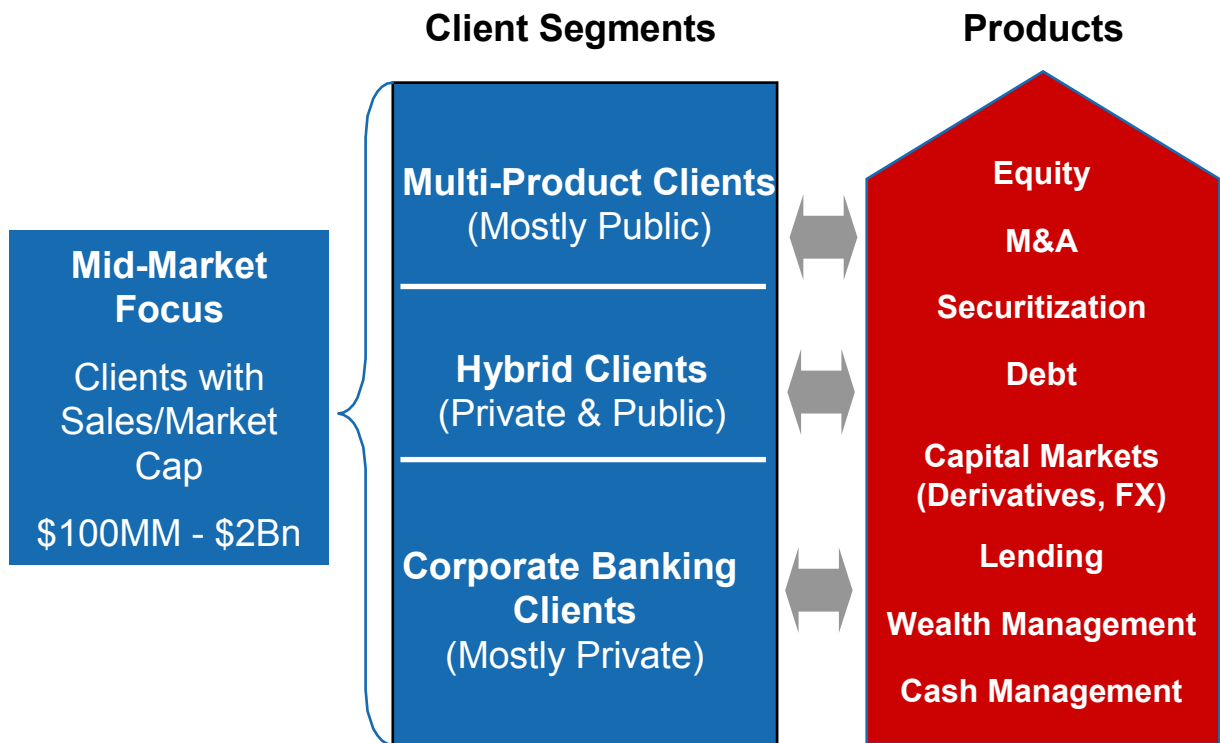 Client Segments
Products
Mid-Market
Focus
Clients with
Sales/Market
Cap
$100MM - $2Bn
Multi-Product Clients
(Mostly Public)
Hybrid Clients
(Private & Public)
Corporate Banking
Clients
(Mostly Private)
Equity
M&A
Securitization
Debt
Capital Markets
(Derivatives, FX)
Lending
Wealth Management
Cash Management